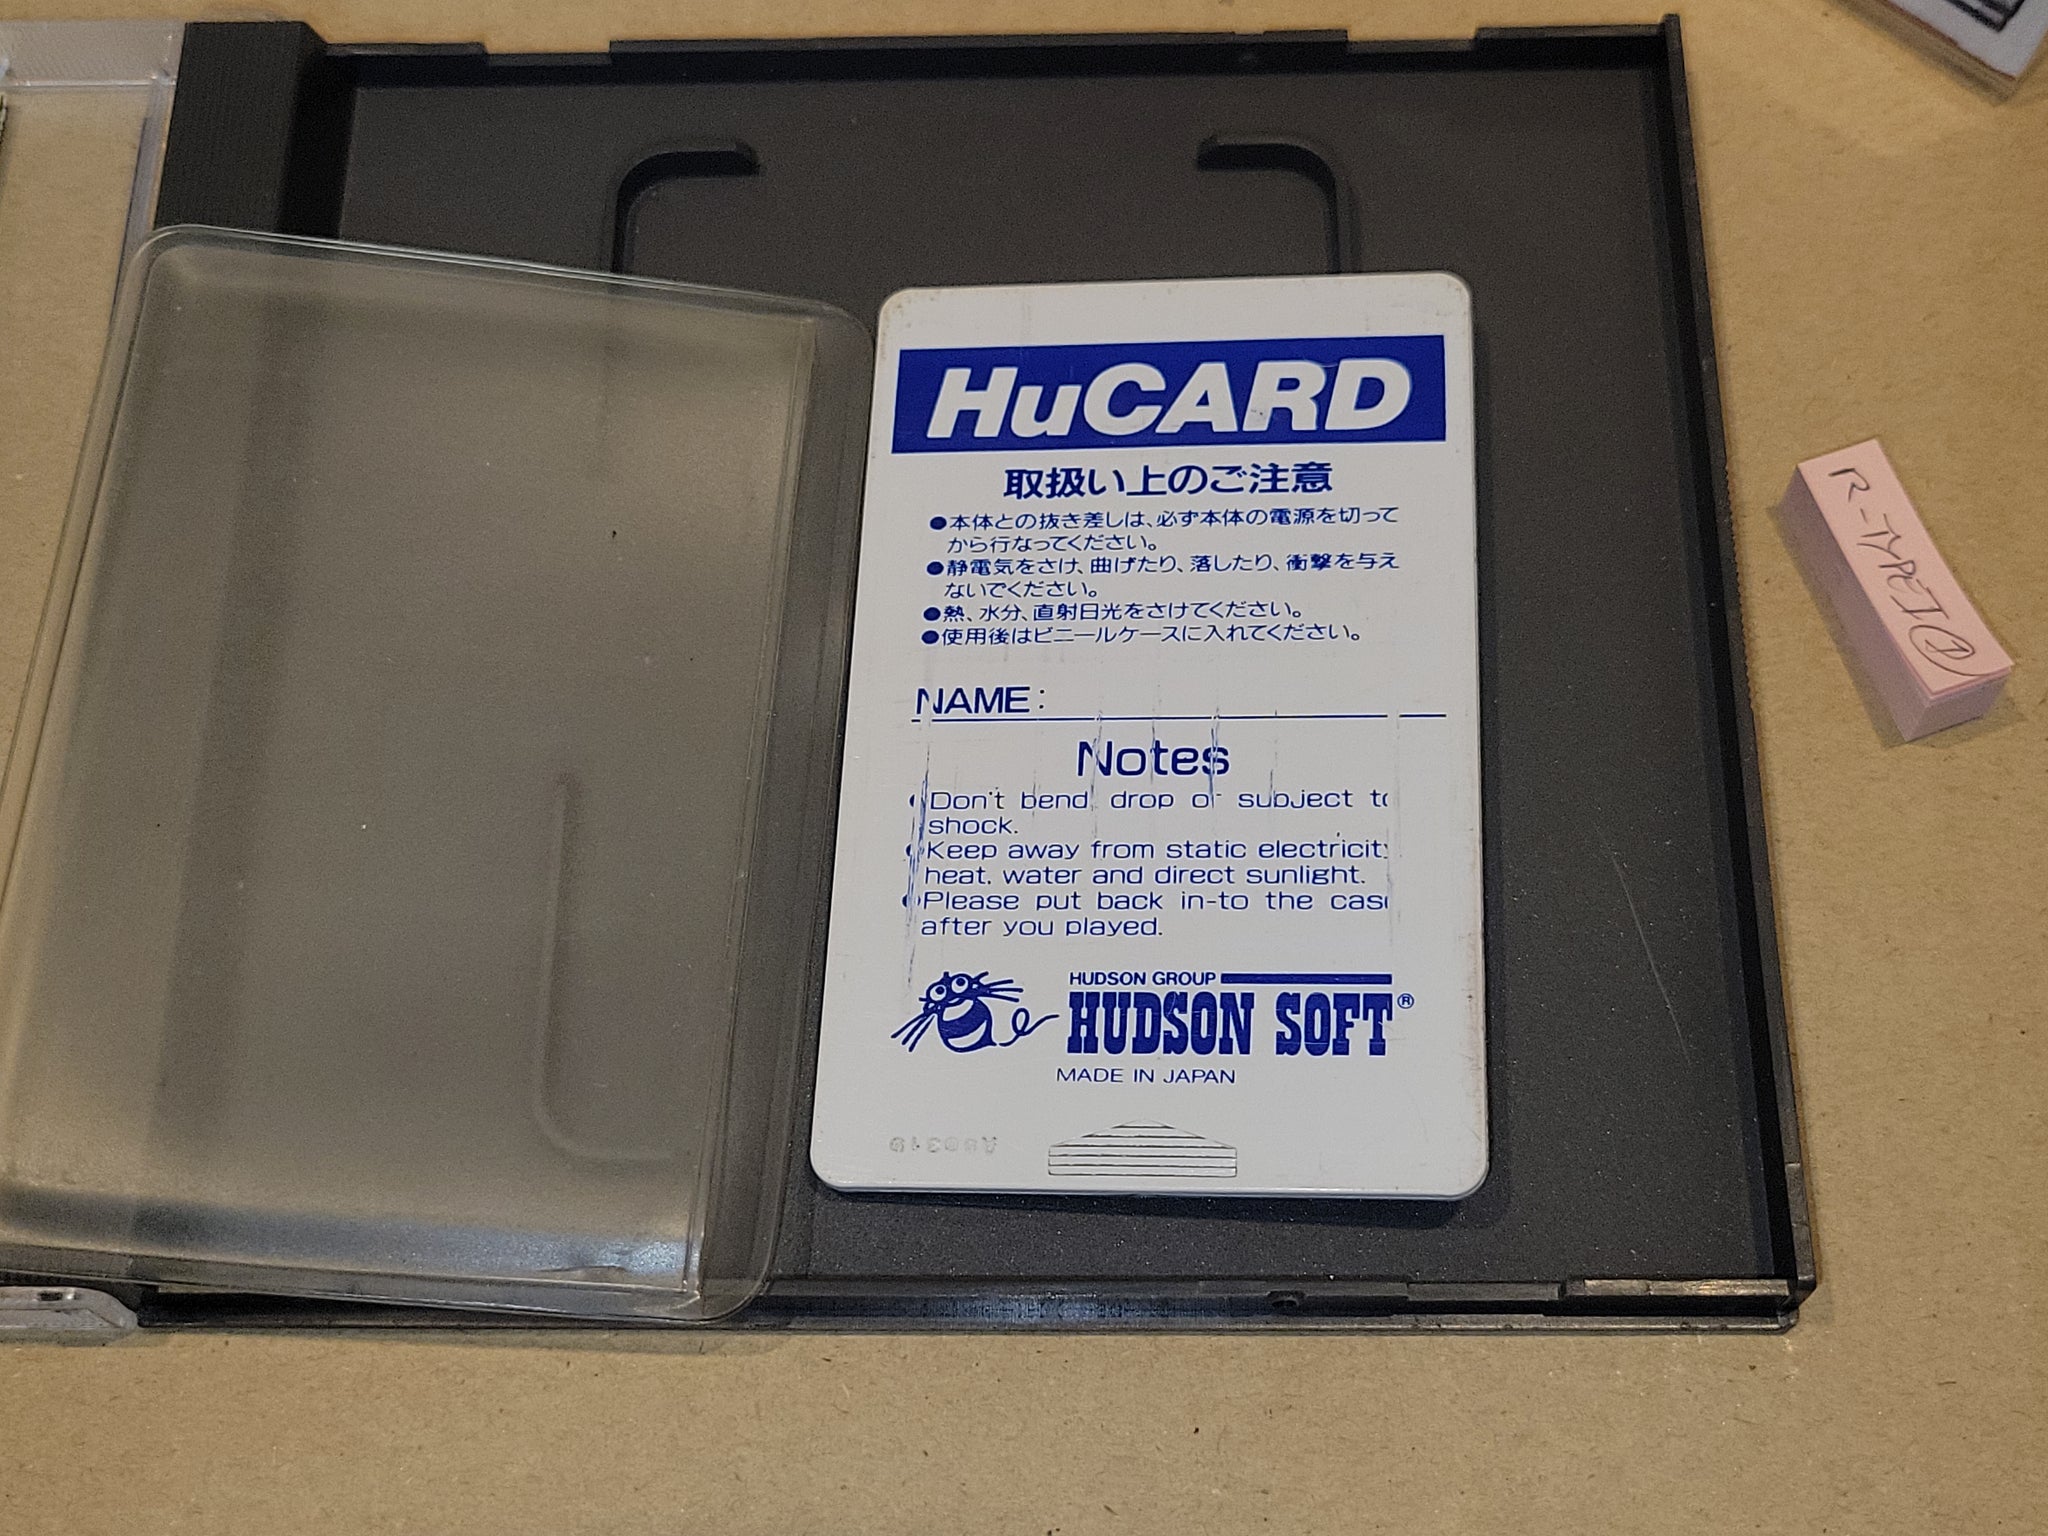 HuCARD
取扱い上のご注意
●本体との抜き差しは、必ず本体の電源を切って
から行なってください。
●静電気をさけ、曲げたり、落したり、衝撃を与え
ないでください。
●熱、水分、直射日光をさけてください。
●使用後はビニールケースに入れてください。
NAME:
Notes
●Don't bend, drop or subject to
shock.
●Keep away from static electricity
heat, water and direct sunlight.
●Please put back in-to the case
after you played.
HUDSON GROUP
HUDSON SOFT®
MADE IN JAPAN
R-TYPE I ①